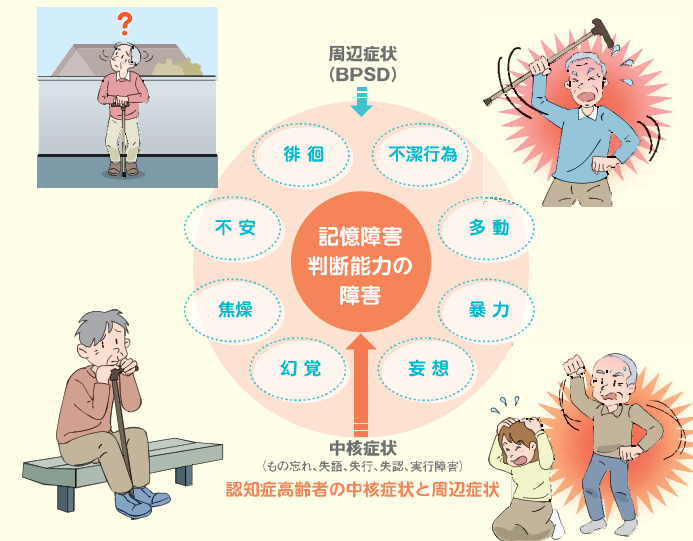 ?
周辺症状
(BPSD)
徘徊
不潔行為
不安
多動
記憶障害
判断能力の
障害
焦燥
暴力
幻覚
妄想
中核症状
(もの忘れ、失語、失行、失認、実行障害)
認知症高齢者の中核症状と周辺症状